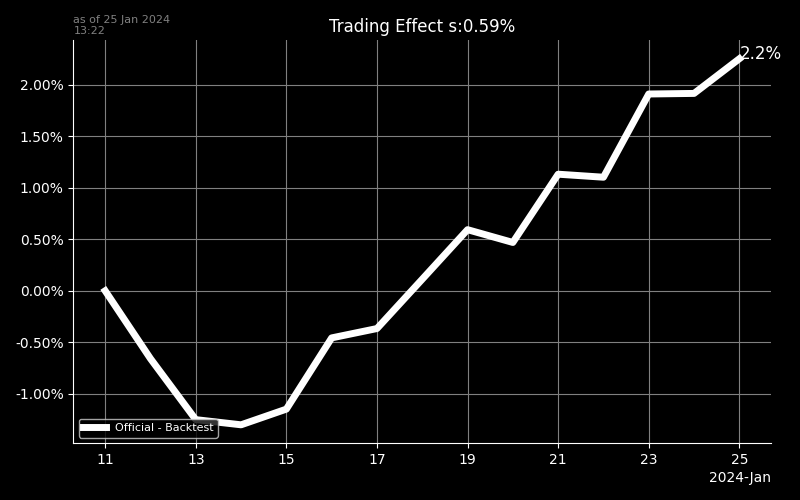 as of 25 Jan 2024
13:22
Trading Effect s:0.59%
2.2%
2.00%
1.50%
1.00%
0.50%
0.00%
-0.50%
-1.00%
Official - Backtest
11 13 15 17 19 21 23 25
2024-Jan